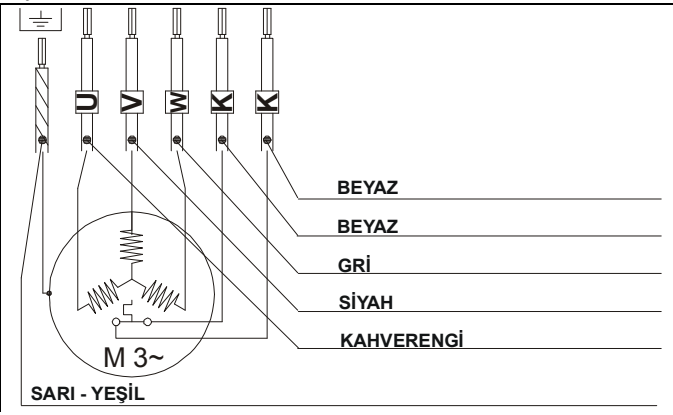 U V W K K
BEYAZ
BEYAZ
GRİ
SİYAH
KAHVERENGİ
M 3~
SARI - YEŞİL